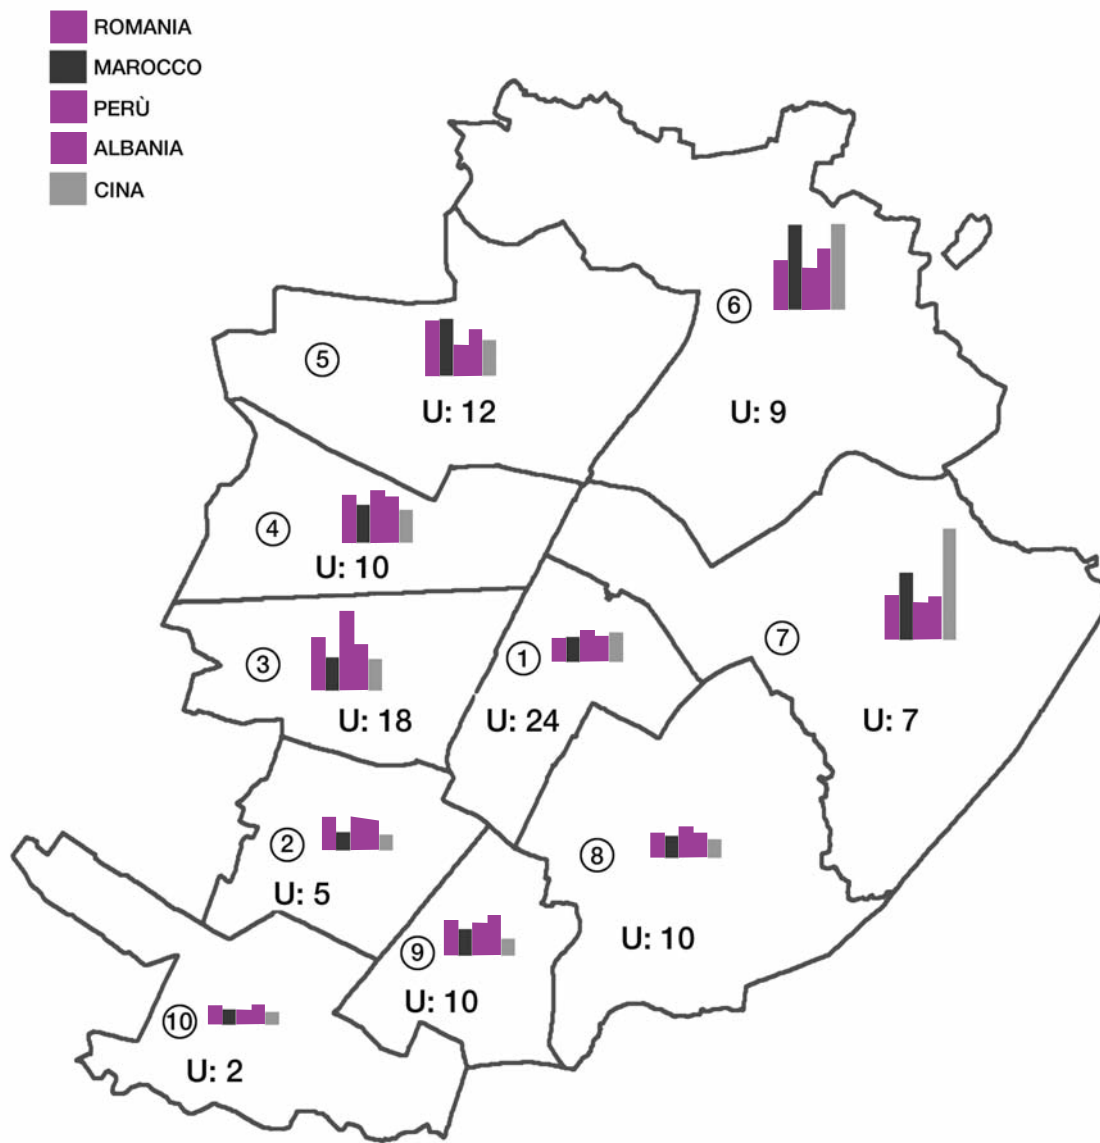 ROMANIA
MAROCCO
PERÙ
ALBANIA
CINA
6
5
U: 12
U: 9
4
U: 10
7
1
3
U: 18
U: 24
U: 7
2
8
U: 5
U: 10
9
U: 10
10
U: 2